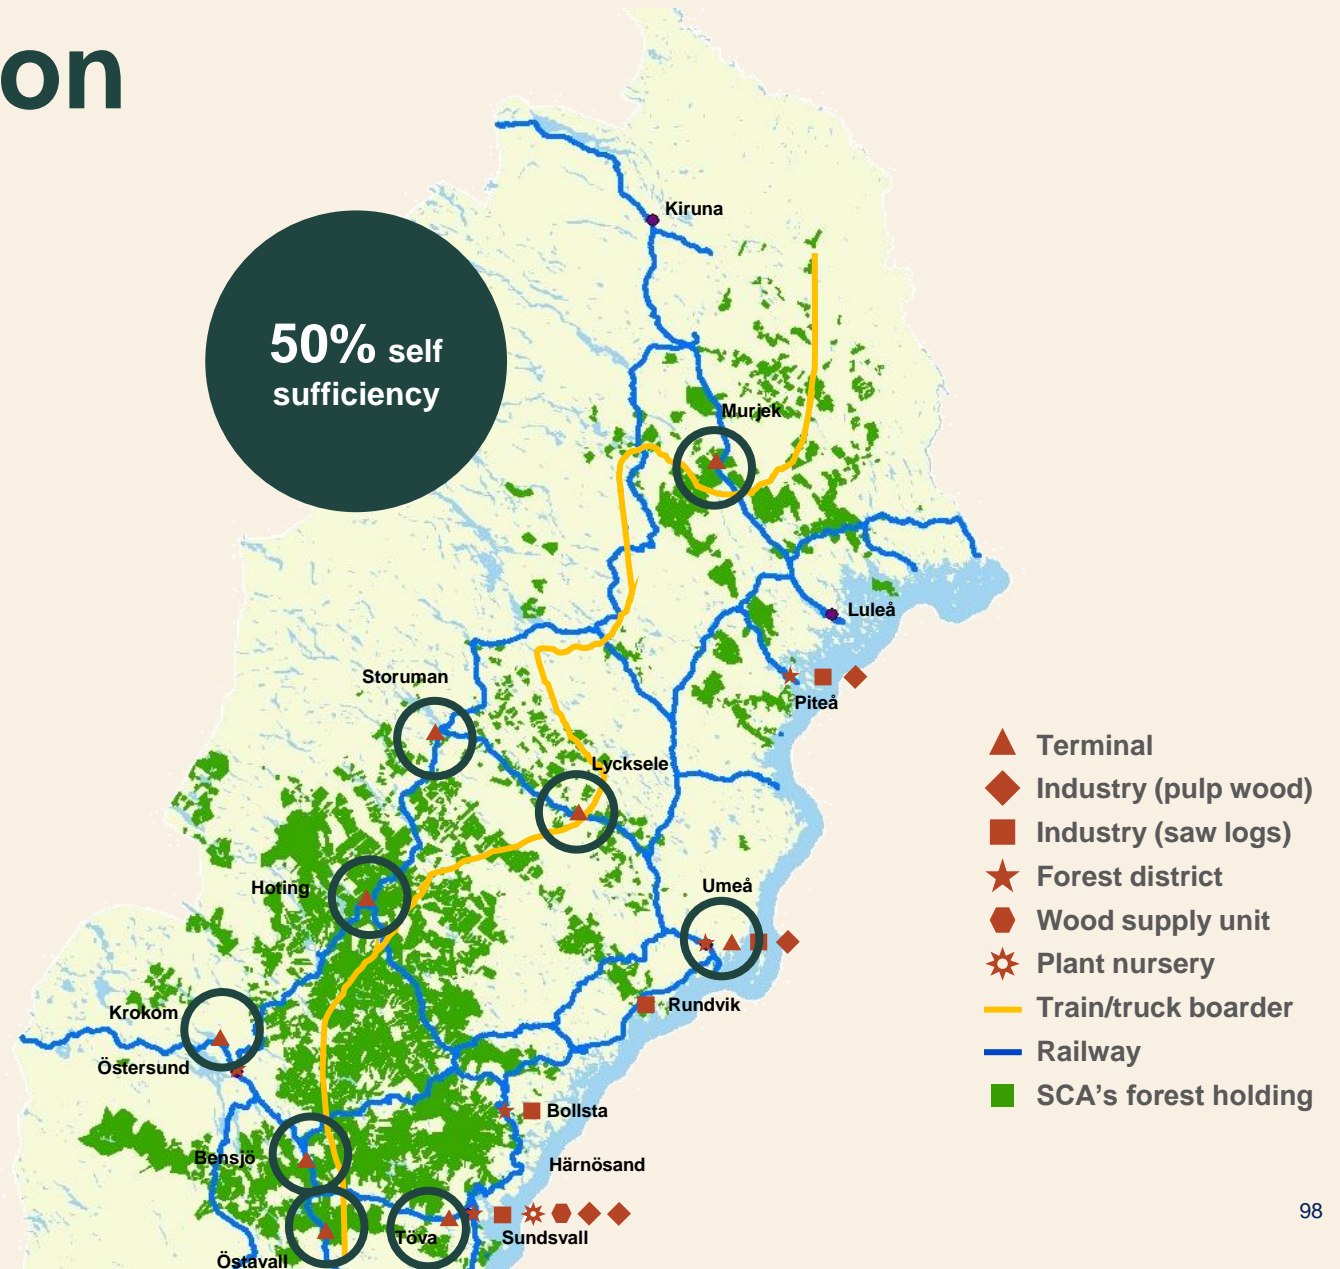 on
50% self
sufficiency
Kiruna
Murjek
Luleå
Storuman
Piteå
Lycksele
Hoting
Umeå
Krokom
Rundvik
Östersund
Bollsta
Bensjö
Härnösand
Töva
Sundsvall
Östavall
Terminal
Industry (pulp wood)
Industry (saw logs)
Forest district
Wood supply unit
Plant nursery
Train/truck boarder
Railway
SCA's forest holding
98